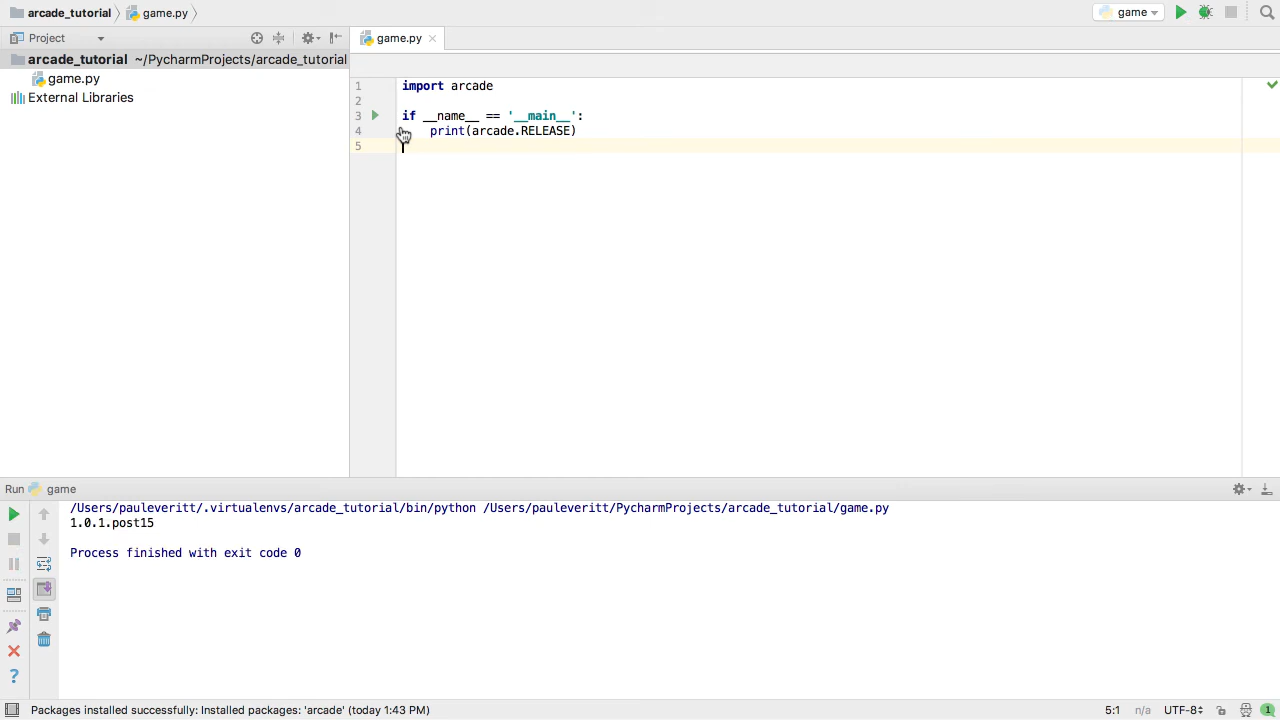 arcade_tutorial game.py game
Project game.py
arcade_tutorial ~/PycharmProjects/arcade_tutorial
game.py
External Libraries
1 import arcade
2
3 if __name__ == '__main__':
4 print(arcade.RELEASE)
5
Run game
/Users/pauleveritt/.virtualenvs/arcade_tutorial/bin/python /Users/pauleveritt/PycharmProjects/arcade_tutorial/game.py
1.0.1.post15
Process finished with exit code 0
?
Packages installed successfully: Installed packages: 'arcade' (today 1:43 PM) 5:1 n/a UTF-8 1